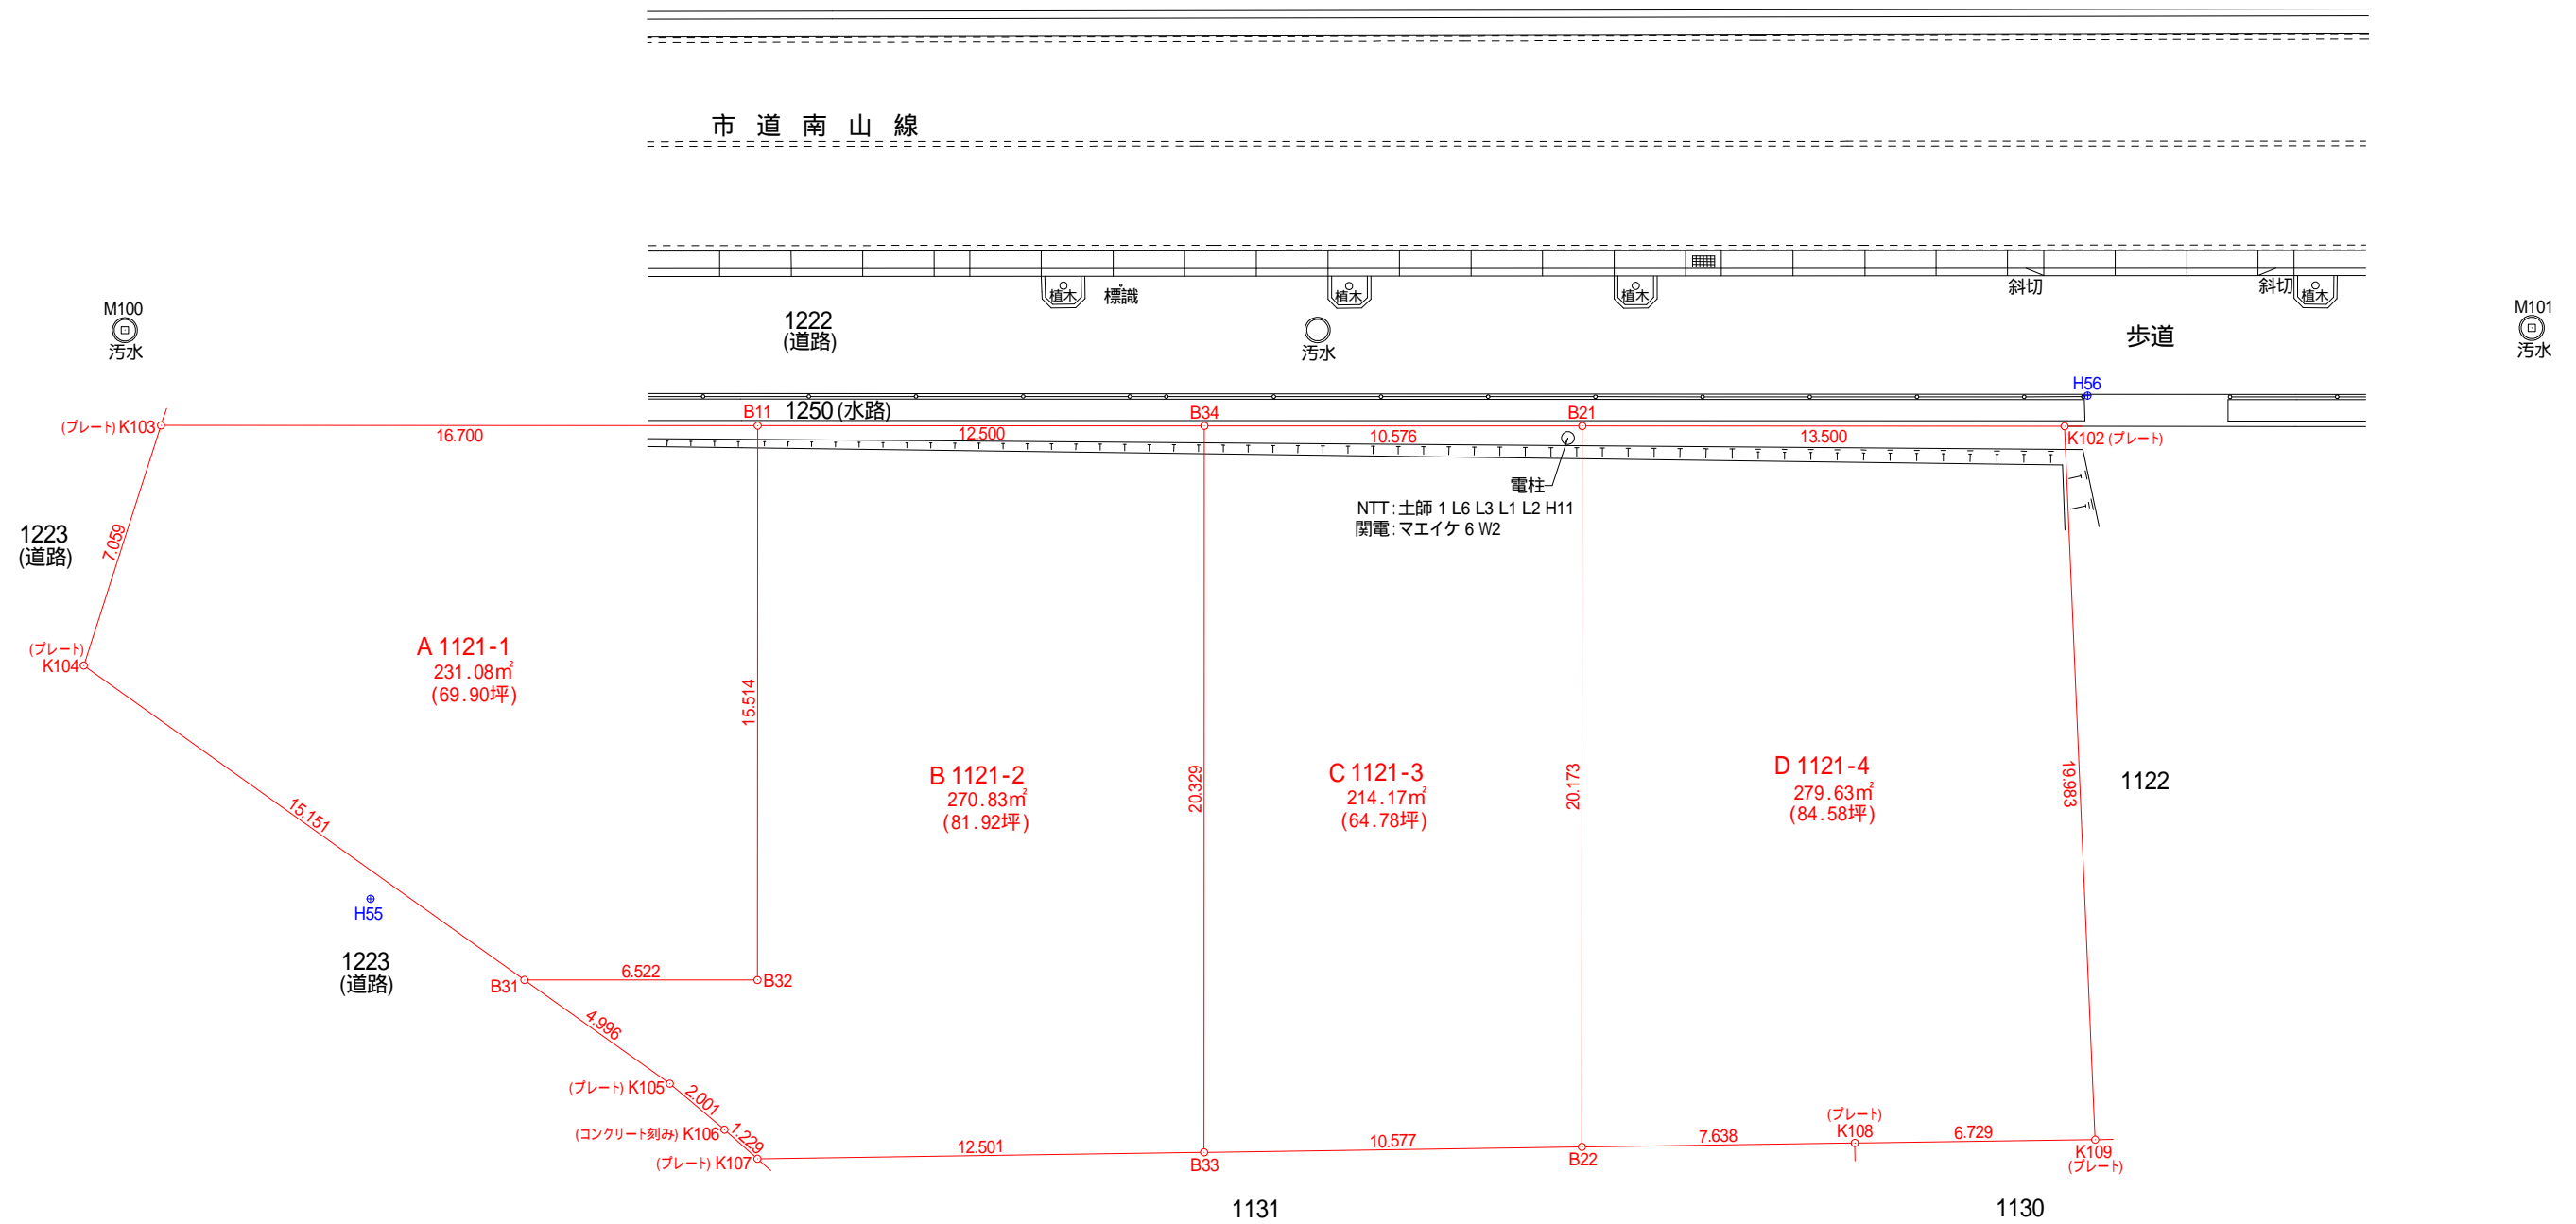 市道南山線
植木
標識
植木
植木
斜切
斜切
植木
M100
汚水
1222
(道路)
汚水
歩道
M101
汚水
H56
(プレート) K103
B11
1250 (水路)
B34
B21
16.700
12.500
10.576
13.500
K102 (プレート)
電柱
NTT : 土師 1 L6 L3 L1 L2 H11
関電 : マエイケ 6 W2
1223
(道路)
7.059
(プレート)
K104
A 1121-1
231.08㎡
(69.90坪)
15.514
B 1121-2
270.83㎡
(81.92坪)
20.329
C 1121-3
214.17㎡
(64.78坪)
20.173
D 1121-4
279.63㎡
(84.58坪)
19.983
1122
15.151
H55
1223
(道路)
6.522
B31
B32
4.996
(プレート) K105
2.001
(コンクリート刻み) K106
1.229
(プレート) K107
12.501
B33
10.577
B22
7.638
(プレート)
K108
6.729
K109
(プレート)
1131
1130